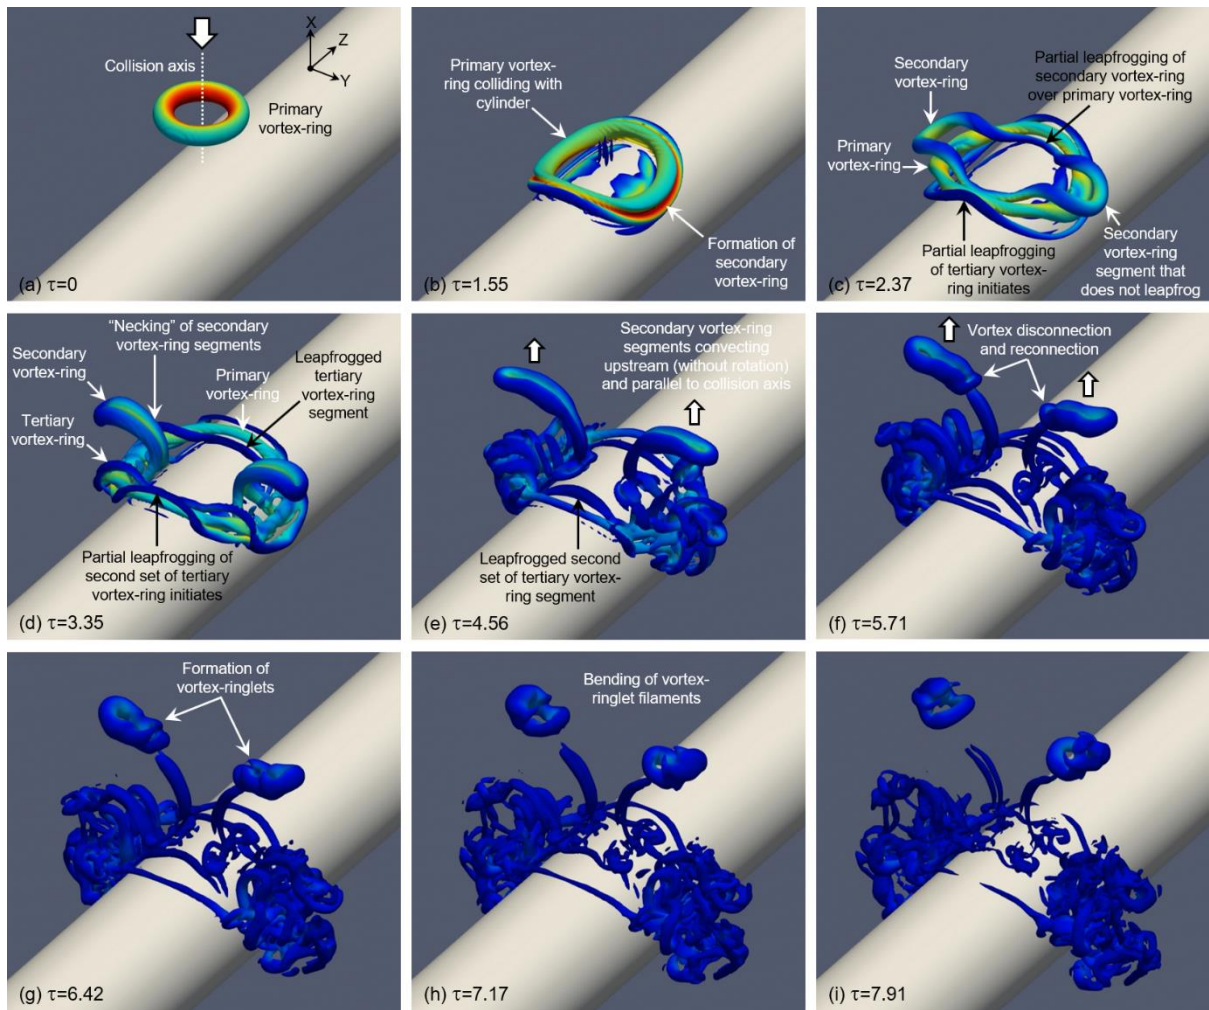 Collision axis
X
Z
Y
Primary
vortex-ring
(a) τ=0
Primary vortex-
ring colliding with
cylinder
Formation of
secondary
vortex-ring
(b) τ=1.55
Secondary
vortex-ring
Partial leapfrogging of
secondary vortex-ring
over primary vortex-ring
Primary
vortex-ring
Partial leapfrogging
of tertiary vortex-
ring initiates
Secondary
vortex-ring
segment that
does not leapfrog
(c) τ=2.37
"Necking" of secondary
vortex-ring segments
Secondary
vortex-ring
Leapfrogged
tertiary
vortex-ring
segment
Primary
vortex-ring
Tertiary
vortex-ring
Partial leapfrogging of
second set of tertiary
vortex-ring initiates
(d) τ=3.35
Secondary vortex-ring
segments convecting
upstream (without rotation)
and parallel to collision axis
Leapfrogged second
set of tertiary vortex-
ring segment
(e) τ=4.56
Vortex disconnection
and reconnection
(f) τ=5.71
Formation of
vortex-ringlets
(g) τ=6.42
Bending of vortex-
ringlet filaments
(h) τ=7.17
(i) τ=7.91